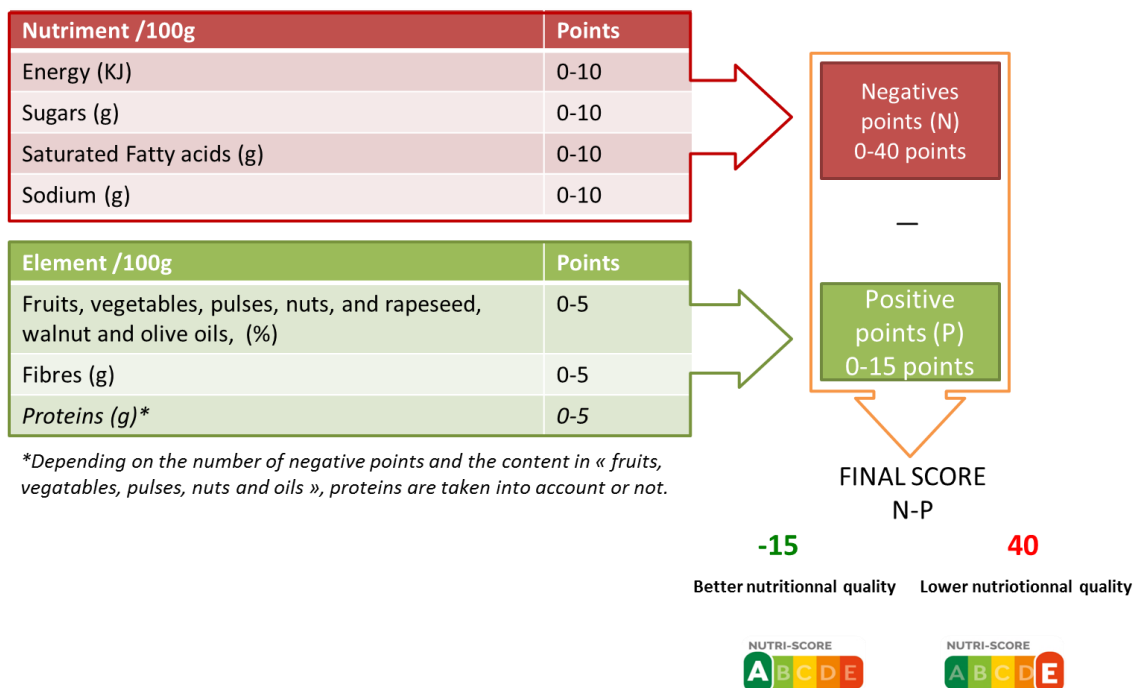 Nutriment /100g Points
Energy (KJ) 0-10
Sugars (g) 0-10
Saturated Fatty acids (g) 0-10
Sodium (g) 0-10
Negatives
points (N)
0-40 points
—
Element /100g Points
Fruits, vegetables, pulses, nuts, and rapeseed, 0-5
walnut and olive oils, (%)
Fibres (g) 0-5
Proteins (g)* 0-5
Positive
points (P)
0-15 points
*Depending on the number of negative points and the content in « fruits,
vegatables, pulses, nuts and oils », proteins are taken into account or not.
FINAL SCORE
N-P
-15 40
Better nutritionnal quality Lower nutriotionnal quality
NUTRI-SCORE NUTRI-SCORE
A B C D E A B C D E